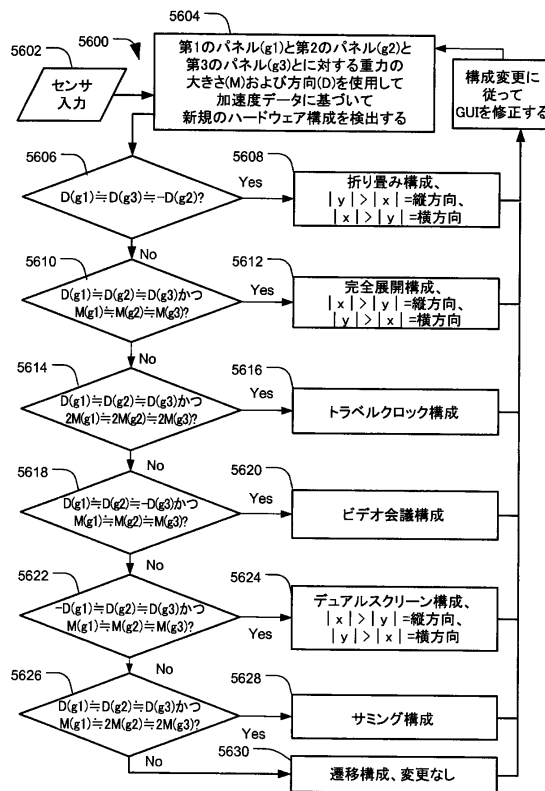 5602
5600
5604
センサ
入力
第1のパネル(g1)と第2のパネル(g2)と
第3のパネル(g3)とに対する重力の
大きさ(M)および方向(D)を使用して
加速度データに基づいて
新規のハードウェア構成を検出する
構成変更に
従って
GUIを修正する
5606
D(g1)≒D(g3)≒-D(g2)?
Yes
No
5608
折り畳み構成、
|y|>|x|=縦方向、
|x|>|y|=横方向
5610
D(g1)≒D(g2)≒D(g3)かつ
M(g1)≒M(g2)≒M(g3)?
Yes
No
5612
完全展開構成、
|x|>|y|=縦方向、
|y|>|x|=横方向
5614
D(g1)≒D(g2)≒D(g3)かつ
2M(g1)≒2M(g2)≒2M(g3)?
Yes
No
5616
トラベルクロック構成
5618
D(g1)≒D(g2)≒-D(g3)かつ
M(g1)≒M(g2)≒M(g3)?
Yes
No
5620
ビデオ会議構成
5622
-D(g1)≒D(g2)≒D(g3)かつ
M(g1)≒M(g2)≒M(g3)?
Yes
No
5624
デュアルスクリーン構成、
|x|>|y|=縦方向、
|y|>|x|=横方向
5626
D(g1)≒D(g2)≒D(g3)かつ
M(g1)≒2M(g2)≒2M(g3)?
Yes
No
5628
サミング構成
5630
遷移構成、変更なし